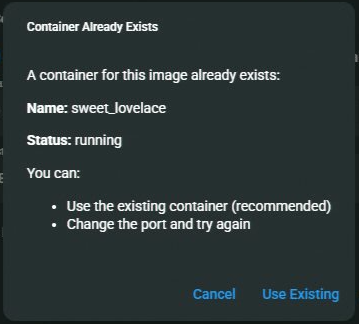 Container Already Exists
A container for this image already exists:
Name: sweet_lovelace
Status: running
You can:
• Use the existing container (recommended)
• Change the port and try again
Cancel Use Existing